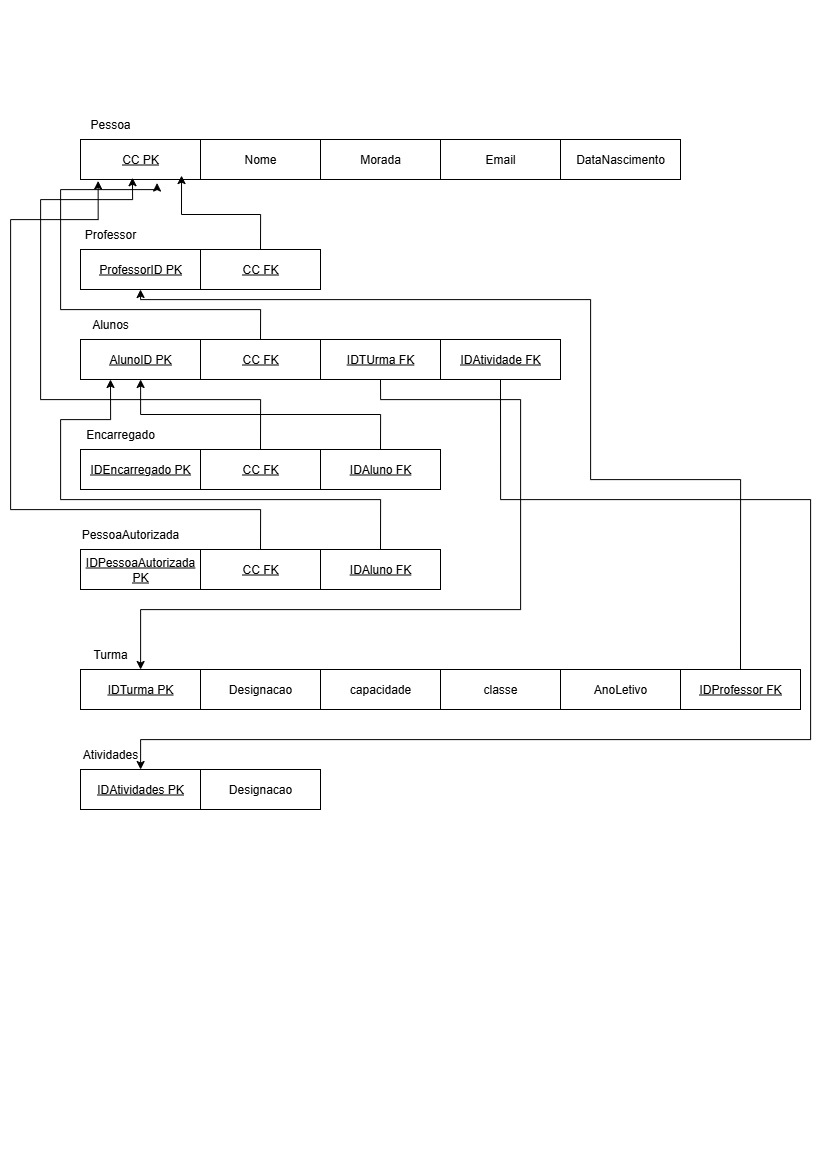 Pessoa
CC PK
Nome
Morada
Email
DataNascimento
Professor
ProfessorID PK
CC FK
Alunos
AlunoID PK
CC FK
IDTUrma FK
IDAtividade FK
Encarregado
IDEncarregado PK
CC FK
IDAluno FK
PessoaAutorizada
IDPessoaAutorizada
PK
CC FK
IDAluno FK
Turma
IDTurma PK
Designacao
capacidade
classe
AnoLetivo
IDProfessor FK
Atividades
IDAtividades PK
Designacao